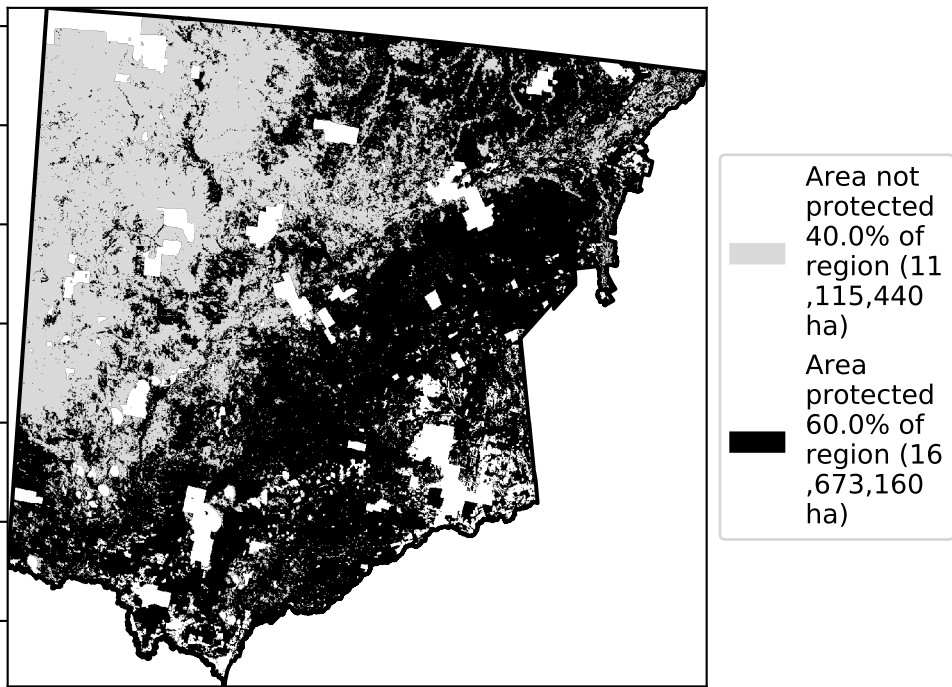 Area not
protected
40.0% of
region (11
,115,440
ha)
Area
protected
60.0% of
region (16
,673,160
ha)